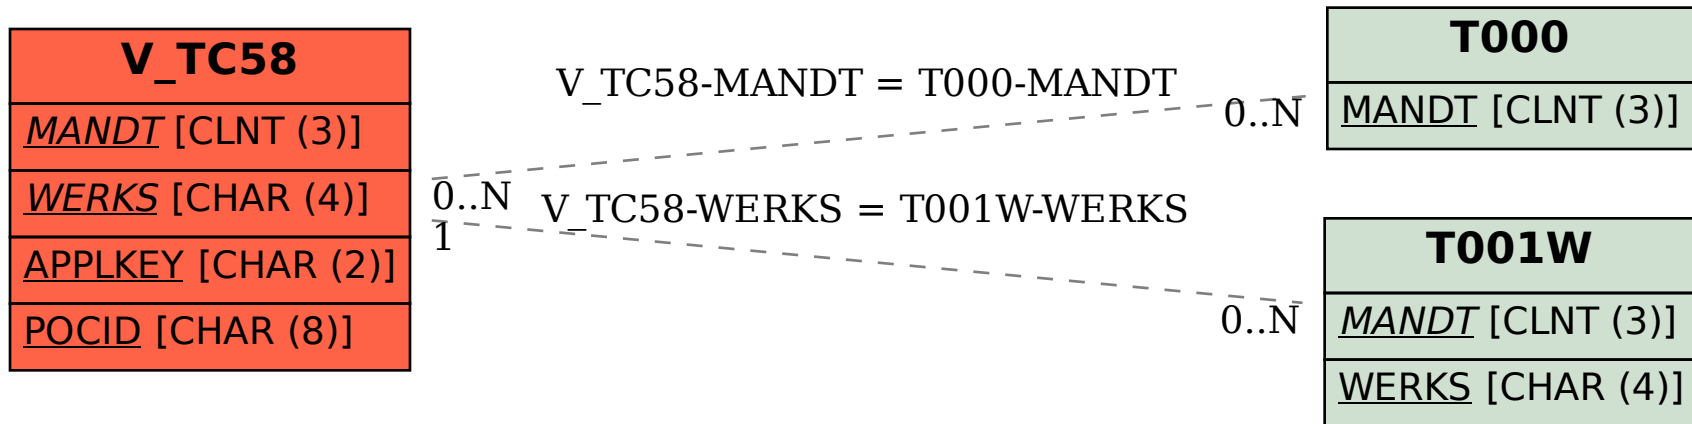 V_TC58
MANDT [CLNT (3)]
WERKS [CHAR (4)]
APPLKEY [CHAR (2)]
POCID [CHAR (8)]
V_TC58-MANDT = T000-MANDT
0..N
0..N
V_TC58-WERKS = T001W-WERKS
1
0..N
T000
MANDT [CLNT (3)]
T001W
MANDT [CLNT (3)]
WERKS [CHAR (4)]